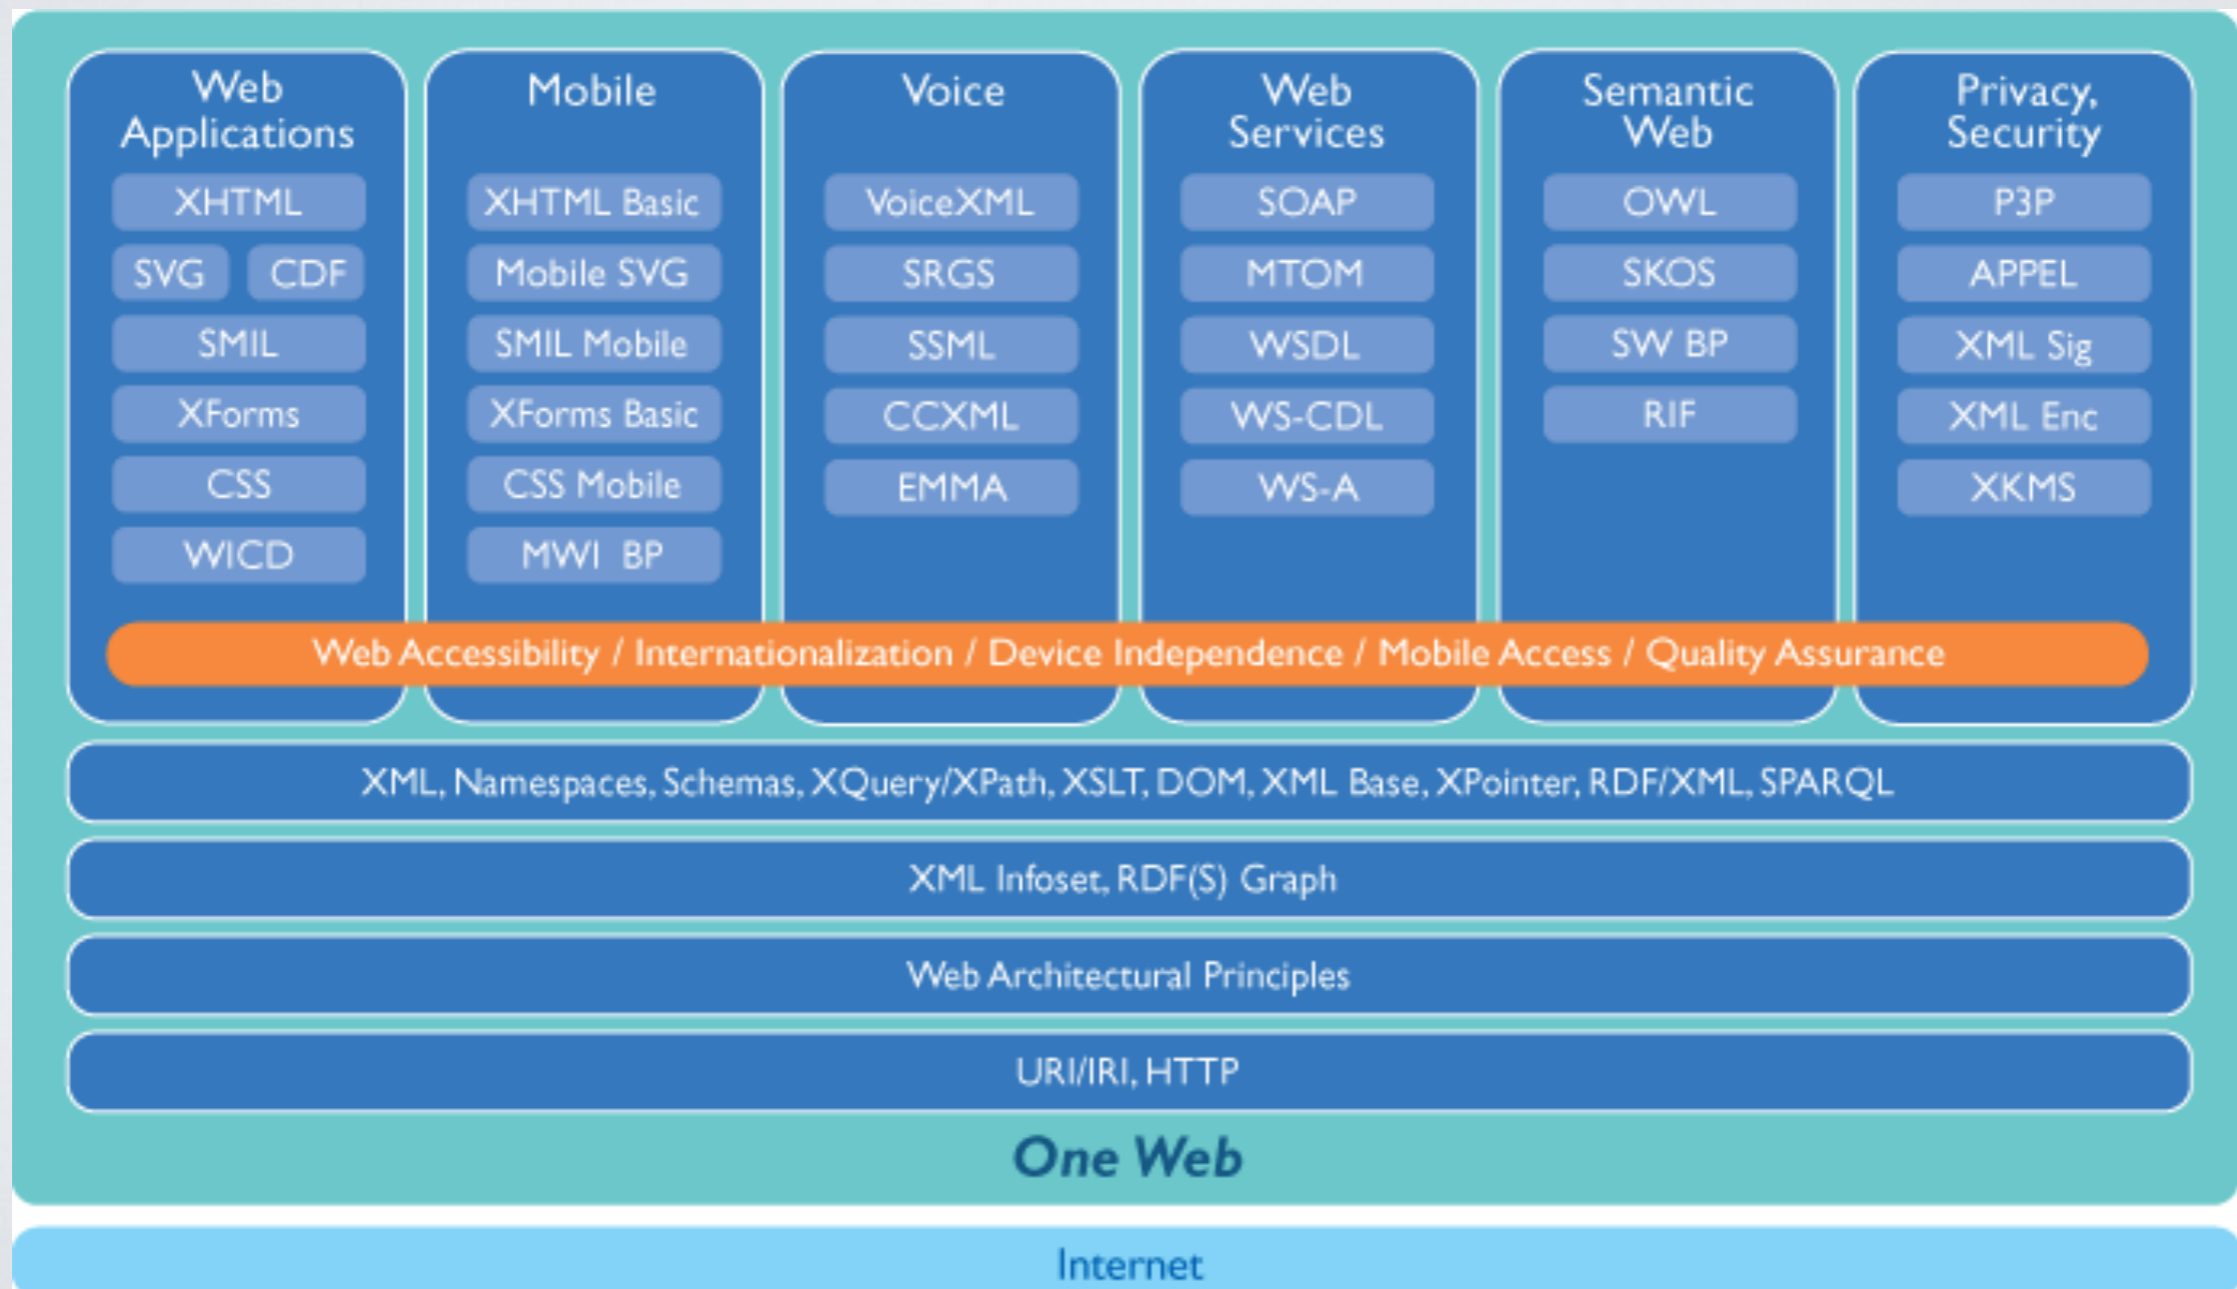 Web
Applications
XHTML
SVG
CDF
SMIL
XForms
CSS
WICD
Mobile
XHTML Basic
Mobile SVG
SMIL Mobile
XForms Basic
CSS Mobile
MWI BP
Voice
VoiceXML
SRGS
SSML
CCXML
EMMA
Web
Services
SOAP
MTOM
WSDL
WS-CDL
WS-A
Semantic
Web
OWL
SKOS
SW BP
RIF
Privacy,
Security
P3P
APPEL
XML Sig
XML Enc
XKMS
Web Accessibility / Internationalization / Device Independence / Mobile Access / Quality Assurance
XML, Namespaces, Schemas, XQuery/XPath, XSLT, DOM, XML Base, XPointer, RDF/XML, SPARQL
XML Infoset, RDF(S) Graph
Web Architectural Principles
URI/IRI, HTTP
One Web
Internet